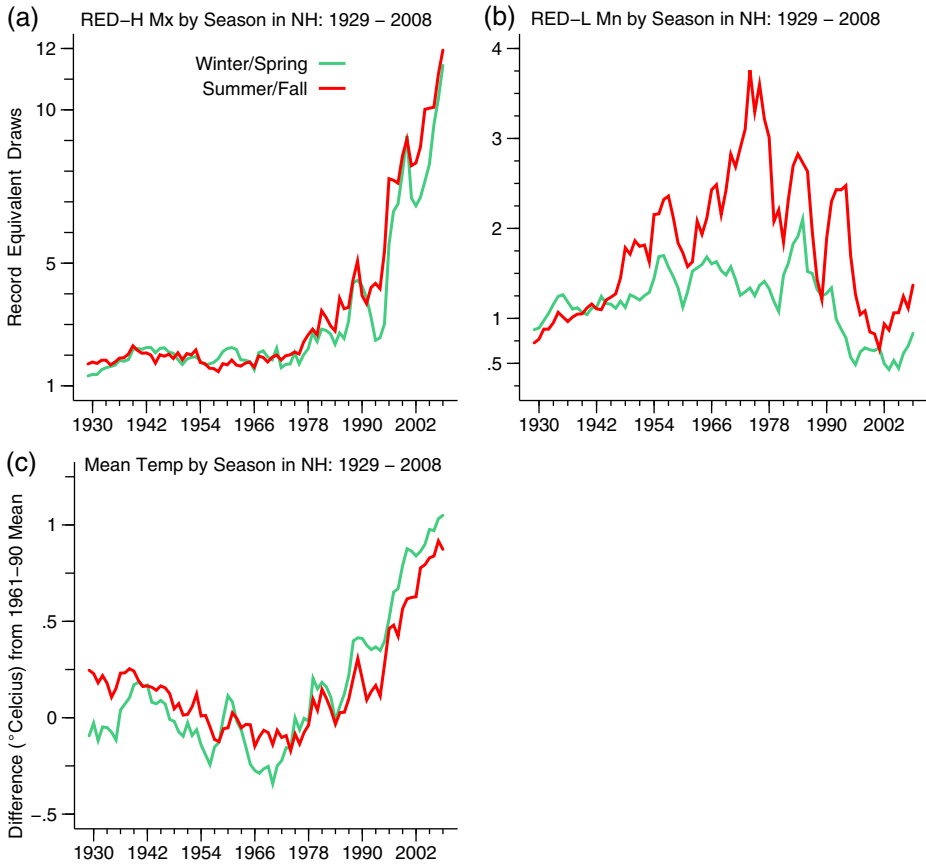 (a)
RED-H Mx by Season in NH: 1929 – 2008
Record Equivalent Draws
12
10
5
1
Winter/Spring
Summer/Fall
1930 1942 1954 1966 1978 1990 2002
(b)
RED-L Mn by Season in NH: 1929 – 2008
4
3
2
1
.5
1930 1942 1954 1966 1978 1990 2002
(c)
Mean Temp by Season in NH: 1929 – 2008
Difference (°Celcius) from 1961–90 Mean
1
.5
0
–.5
1930 1942 1954 1966 1978 1990 2002